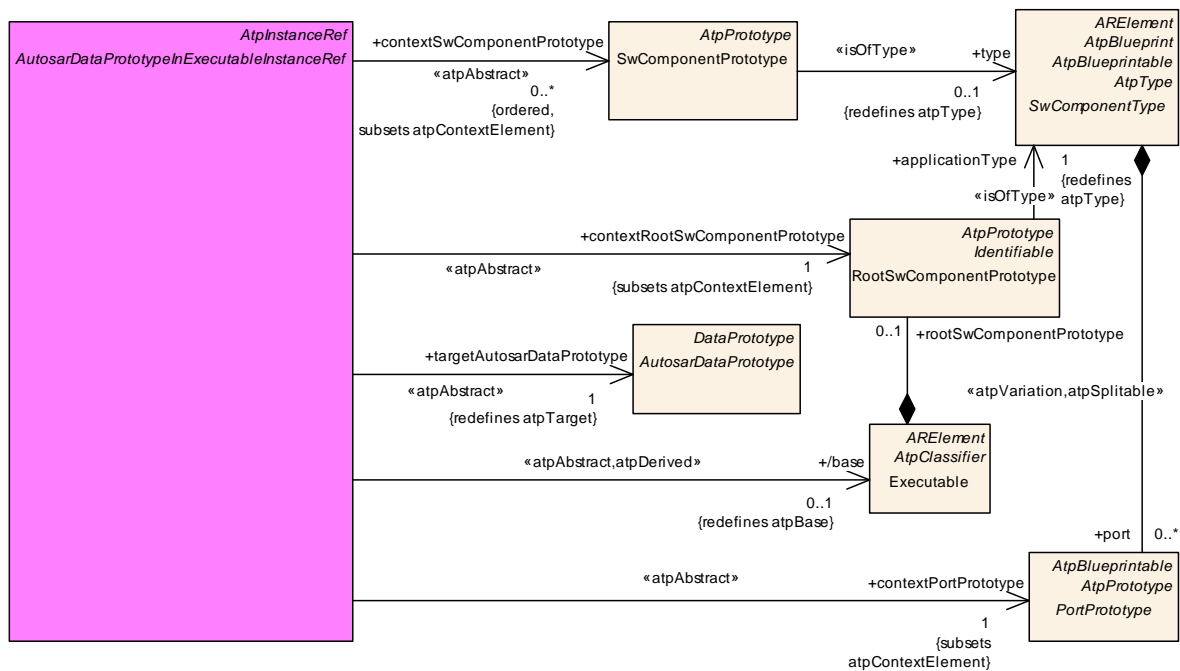 AtpInstanceRef
AutosarDataPrototypeInExecutableInstanceRef
+contextSwComponentPrototype
«atpAbstract»
0..*
{ordered,
subsets atpContextElement}
AtpPrototype
SwComponentPrototype
«isOfType»
+type
0..1
{redefines atpType}
ARElement
AtpBlueprint
AtpBlueprintable
AtpType
SwComponentType
+applicationType
1
{redefines
atpType}
«isOfType»
+contextRootSwComponentPrototype
«atpAbstract»
1
{subsets atpContextElement}
AtpPrototype
Identifiable
RootSwComponentPrototype
0..1
+rootSwComponentPrototype
+targetAutosarDataPrototype
«atpAbstract»
1
{redefines atpTarget}
DataPrototype
AutosarDataPrototype
«atpVariation,atpSplitable»
«atpAbstract,atpDerived»
+/base
0..1
{redefines atpBase}
ARElement
AtpClassifier
Executable
+port
0..*
«atpAbstract»
+contextPortPrototype
1
{subsets
atpContextElement}
AtpBlueprintable
AtpPrototype
PortPrototype